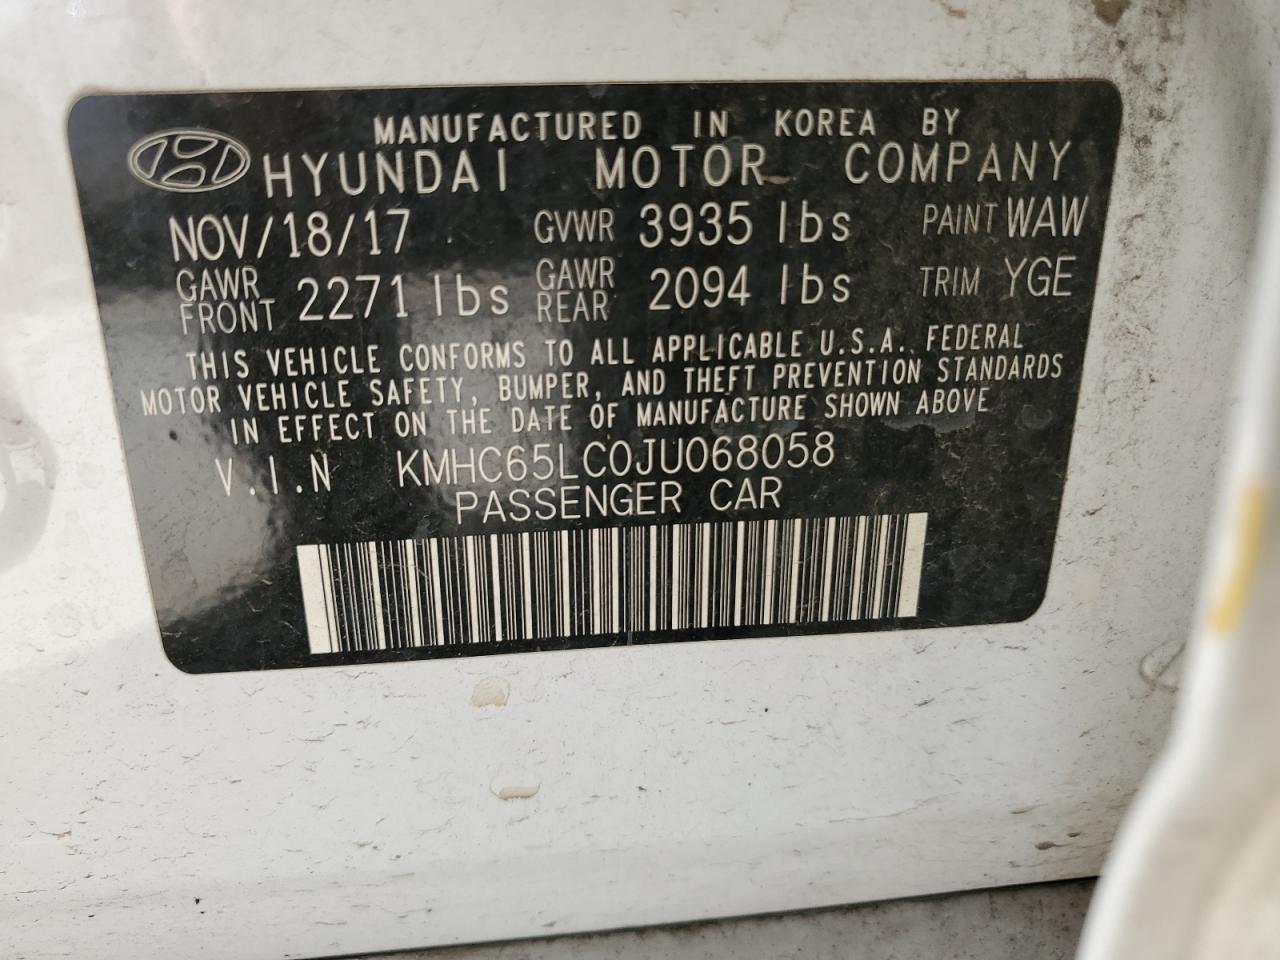 MANUFACTURED IN KOREA BY
HYUNDAI MOTOR COMPANY
NOV/18/17 GVWR 3935 lbs PAINT WAW
GAWR FRONT 2271 lbs GAWR REAR 2094 lbs TRIM YGE
THIS VEHICLE CONFORMS TO ALL APPLICABLE U.S.A. FEDERAL
MOTOR VEHICLE SAFETY, BUMPER, AND THEFT PREVENTION STANDARDS
IN EFFECT ON THE DATE OF MANUFACTURE SHOWN ABOVE
V.I.N KMHC65LC0JU068058
PASSENGER CAR